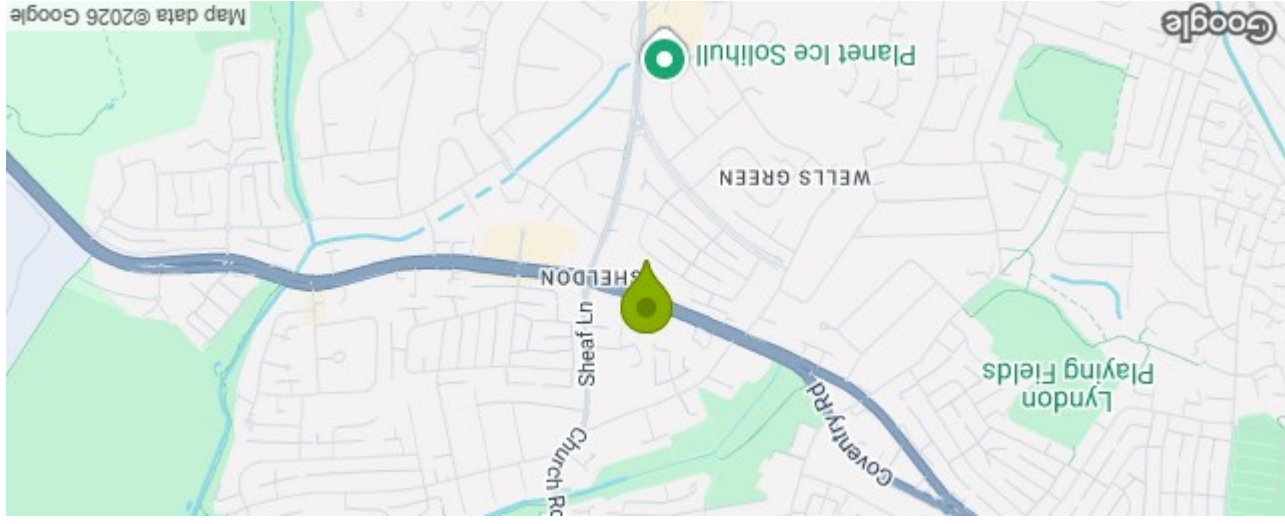 Map data ©2026 Google
Google
Planet Ice Solihull
WELLS GREEN
SHELDON
Sheaf Ln
Lyndon
Playing Fields
Coventry Rd
Church Ro